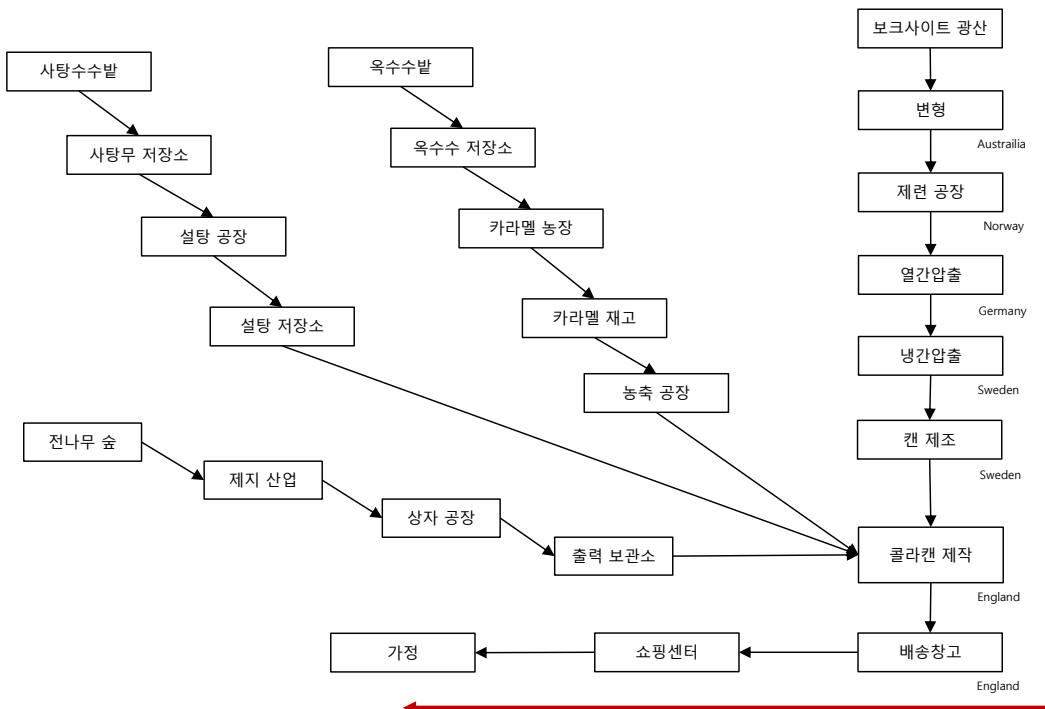 보크사이트 광산
사탕수수밭
옥수수밭
변형
Austrailia
사탕무 저장소
옥수수 저장소
제련 공장
Norway
설탕 공장
카라멜 농장
열간압출
Germany
설탕 저장소
카라멜 재고
냉간압출
Sweden
농축 공장
전나무 숲
캔 제조
Sweden
제지 산업
상자 공장
출력 보관소
콜라캔 제작
England
가정
쇼핑센터
배송창고
England